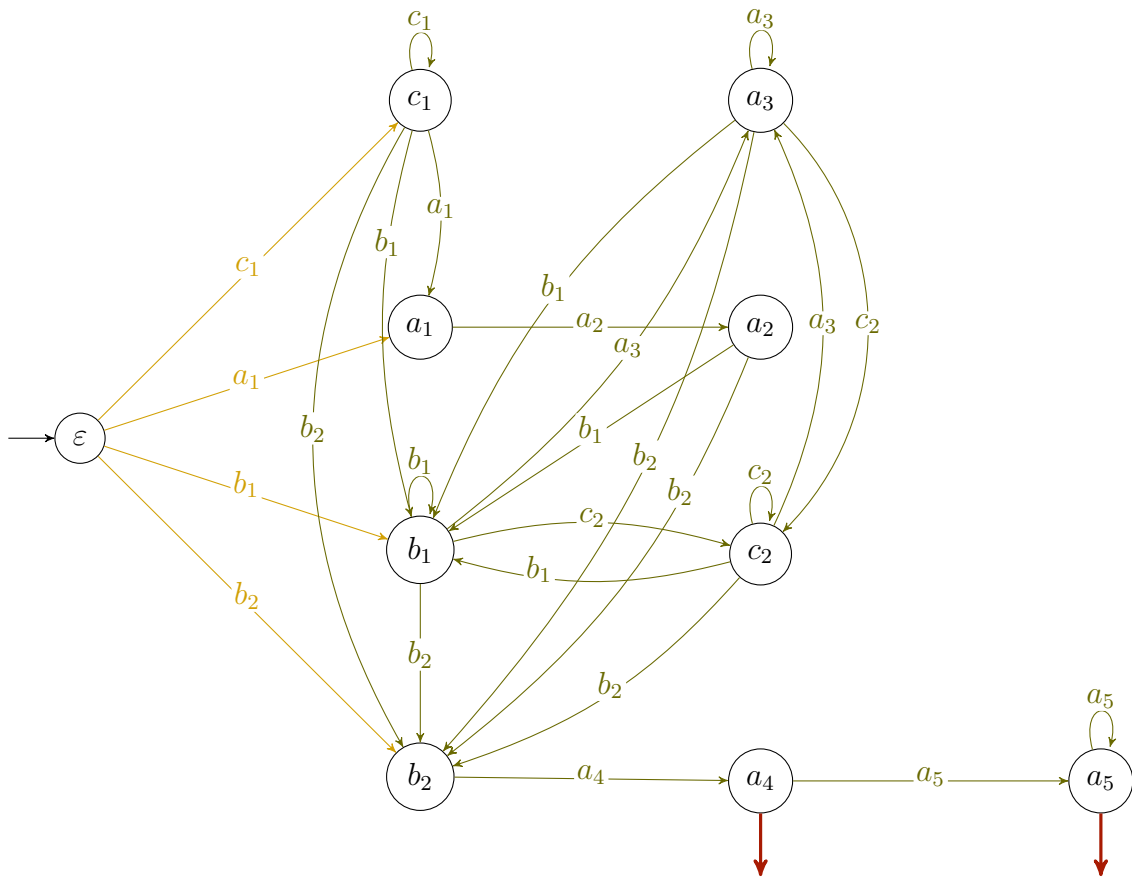 c₁
a₃
c₁
a₃
a₁
b₁
b₂
c₁
b₁
a₃
c₂
a₁
a₂
a₂
a₃
a₁
ε
b₁
b₂
b₁
b₁
b₂
c₂
b₂
b₁
c₂
b₁
c₂
b₁
b₂
b₂
b₂
a₅
b₂
a₄
a₄
a₅
a₅